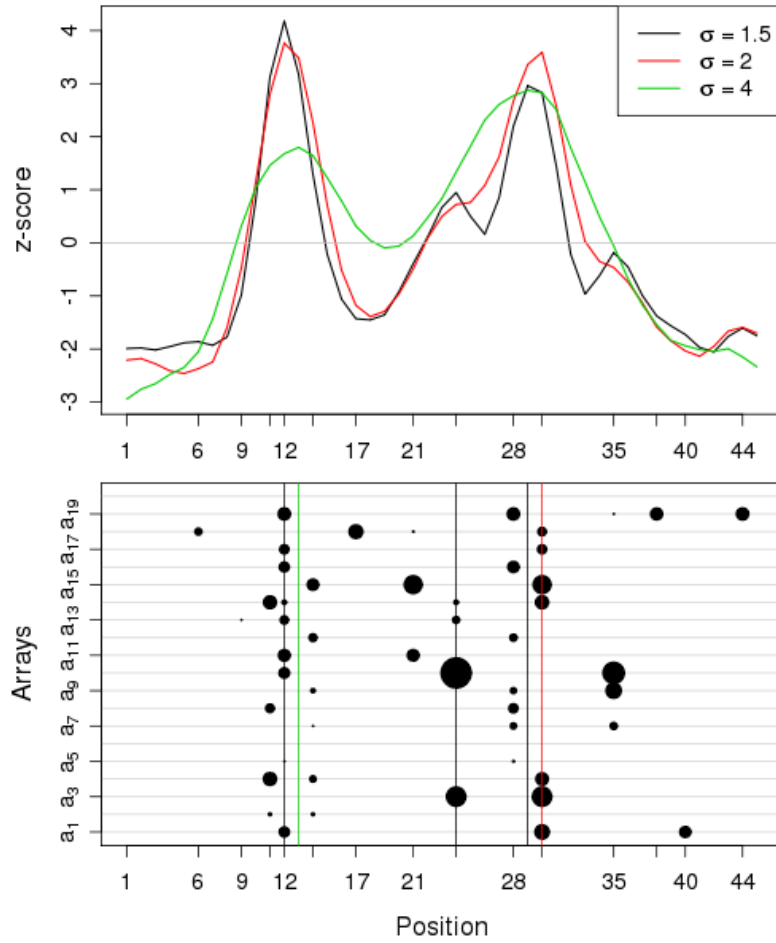 4
3
2
1
0
-1
-2
-3
z-score
σ = 1.5
σ = 2
σ = 4
1 6 9 12 17 21 28 35 40 44
a19
a17
a15
a13
a11
a9
a7
a5
a3
a1
Arrays
1 6 9 12 17 21 28 35 40 44
Position